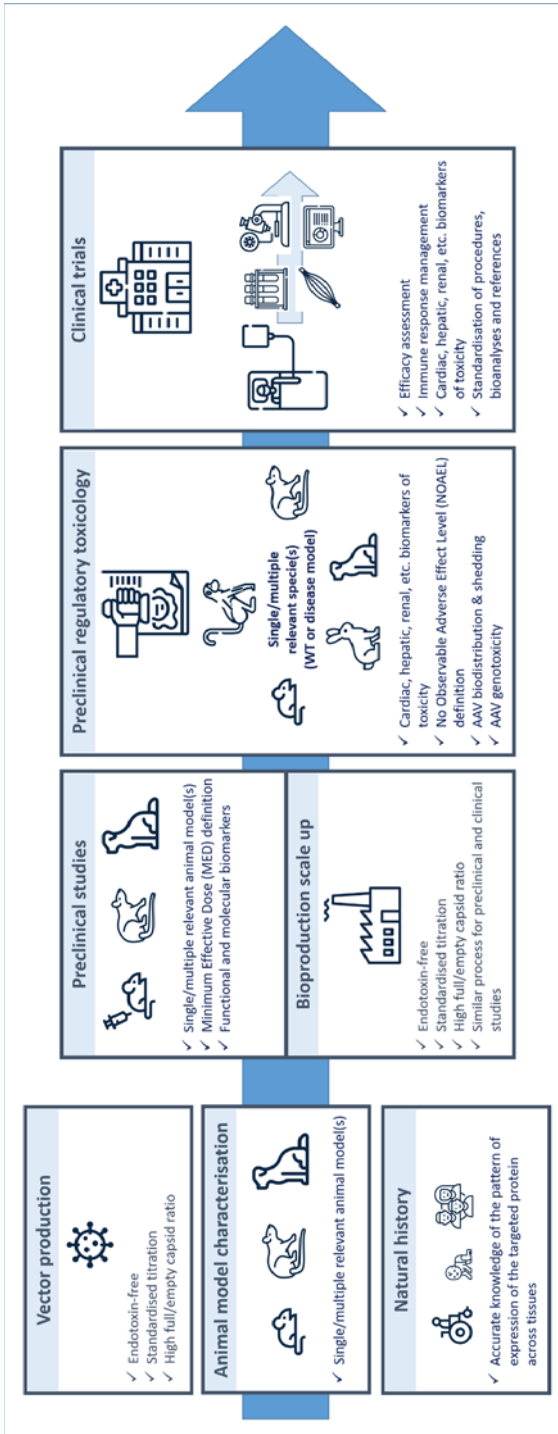 Vector production
✓ Endotoxin-free
✓ Standardised titration
✓ High full/empty capsid ratio
Animal model characterisation
✓ Single/multiple relevant animal model(s)
Natural history
✓ Accurate knowledge of the pattern of
expression of the targeted protein
across tissues
Preclinical studies
✓ Single/multiple relevant animal model(s)
✓ Minimum Effective Dose (MED) definition
✓ Functional and molecular biomarkers
Bioproduction scale up
✓ Endotoxin-free
✓ Standardised titration
✓ High full/empty capsid ratio
✓ Similar process for preclinical and clinical
studies
Preclinical regulatory toxicology
Single/multiple
relevant specie(s)
(WT or disease model)
✓ Cardiac, hepatic, renal, etc. biomarkers of
toxicity
✓ No Observable Adverse Effect Level (NOAEL)
definition
✓ AAV biodistribution & shedding
✓ AAV genotoxicity
Clinical trials
✓ Efficacy assessment
✓ Immune response management
✓ Cardiac, hepatic, renal, etc. biomarkers
of toxicity
✓ Standardisation of procedures,
bioanalyses and references